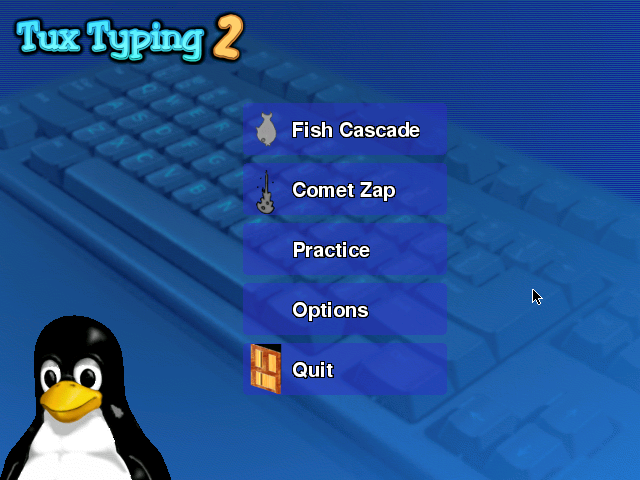 Tux Typing 2
Fish Cascade
Comet Zap
Practice
Options
Quit